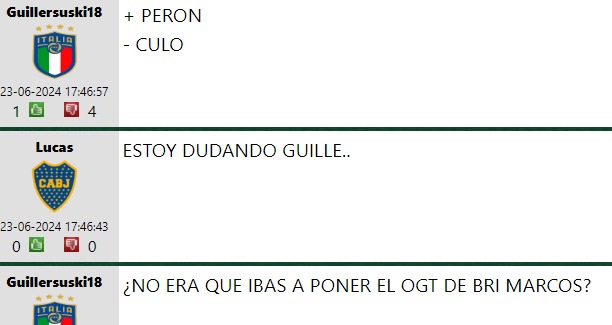 Guillersuski18
ITALIA
23-06-2024 17:46:57
1 4
+ PERON
- CULO
Lucas
CABJ
23-06-2024 17:46:43
0 0
ESTOY DUDANDO GUILLE..
Guillersuski18
ITALIA
¿NO ERA QUE IBAS A PONER EL OGT DE BRI MARCOS?